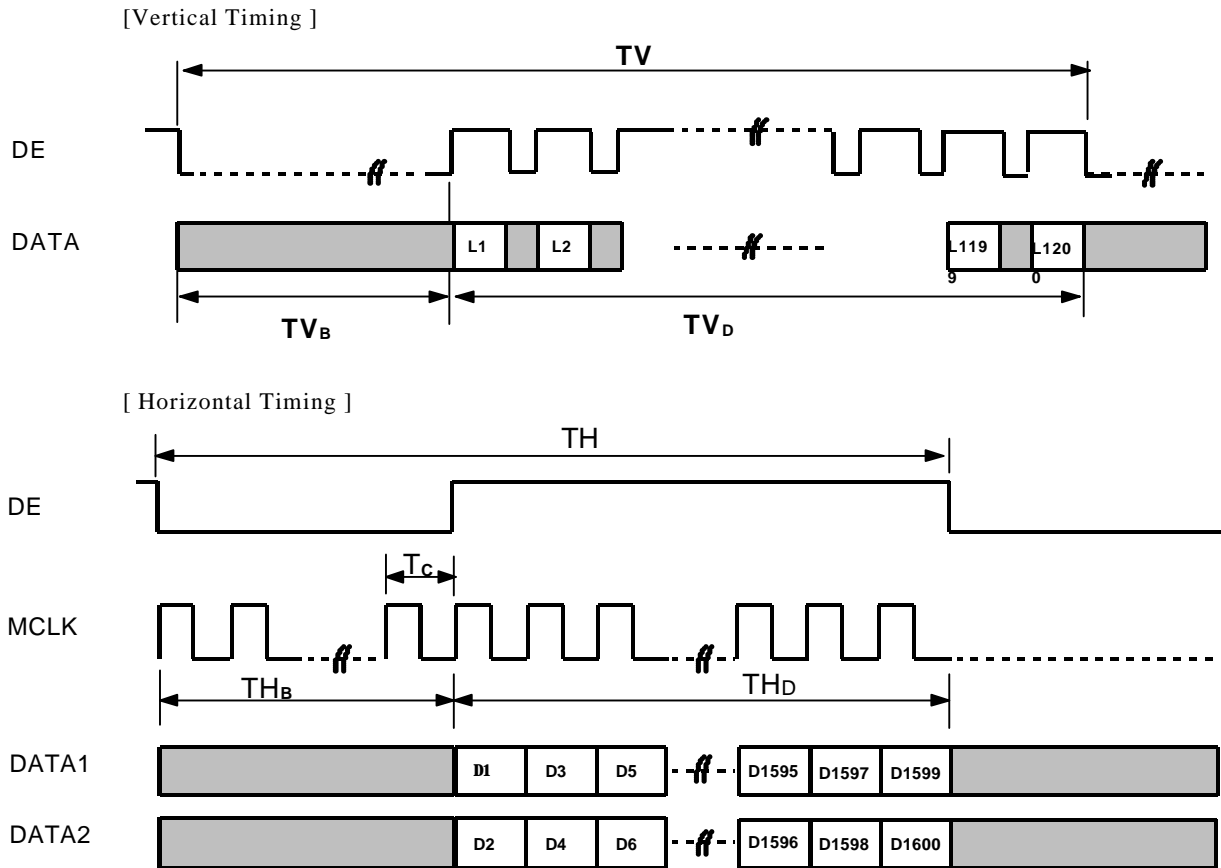 [Vertical Timing ]
TV
DE
DATA
L1 L2 L119 L120
9 0
TVB TVD
[ Horizontal Timing ]
TH
DE
TC
MCLK
THB THD
DATA1 D1 D3 D5 D1595 D1597 D1599
DATA2 D2 D4 D6 D1596 D1598 D1600